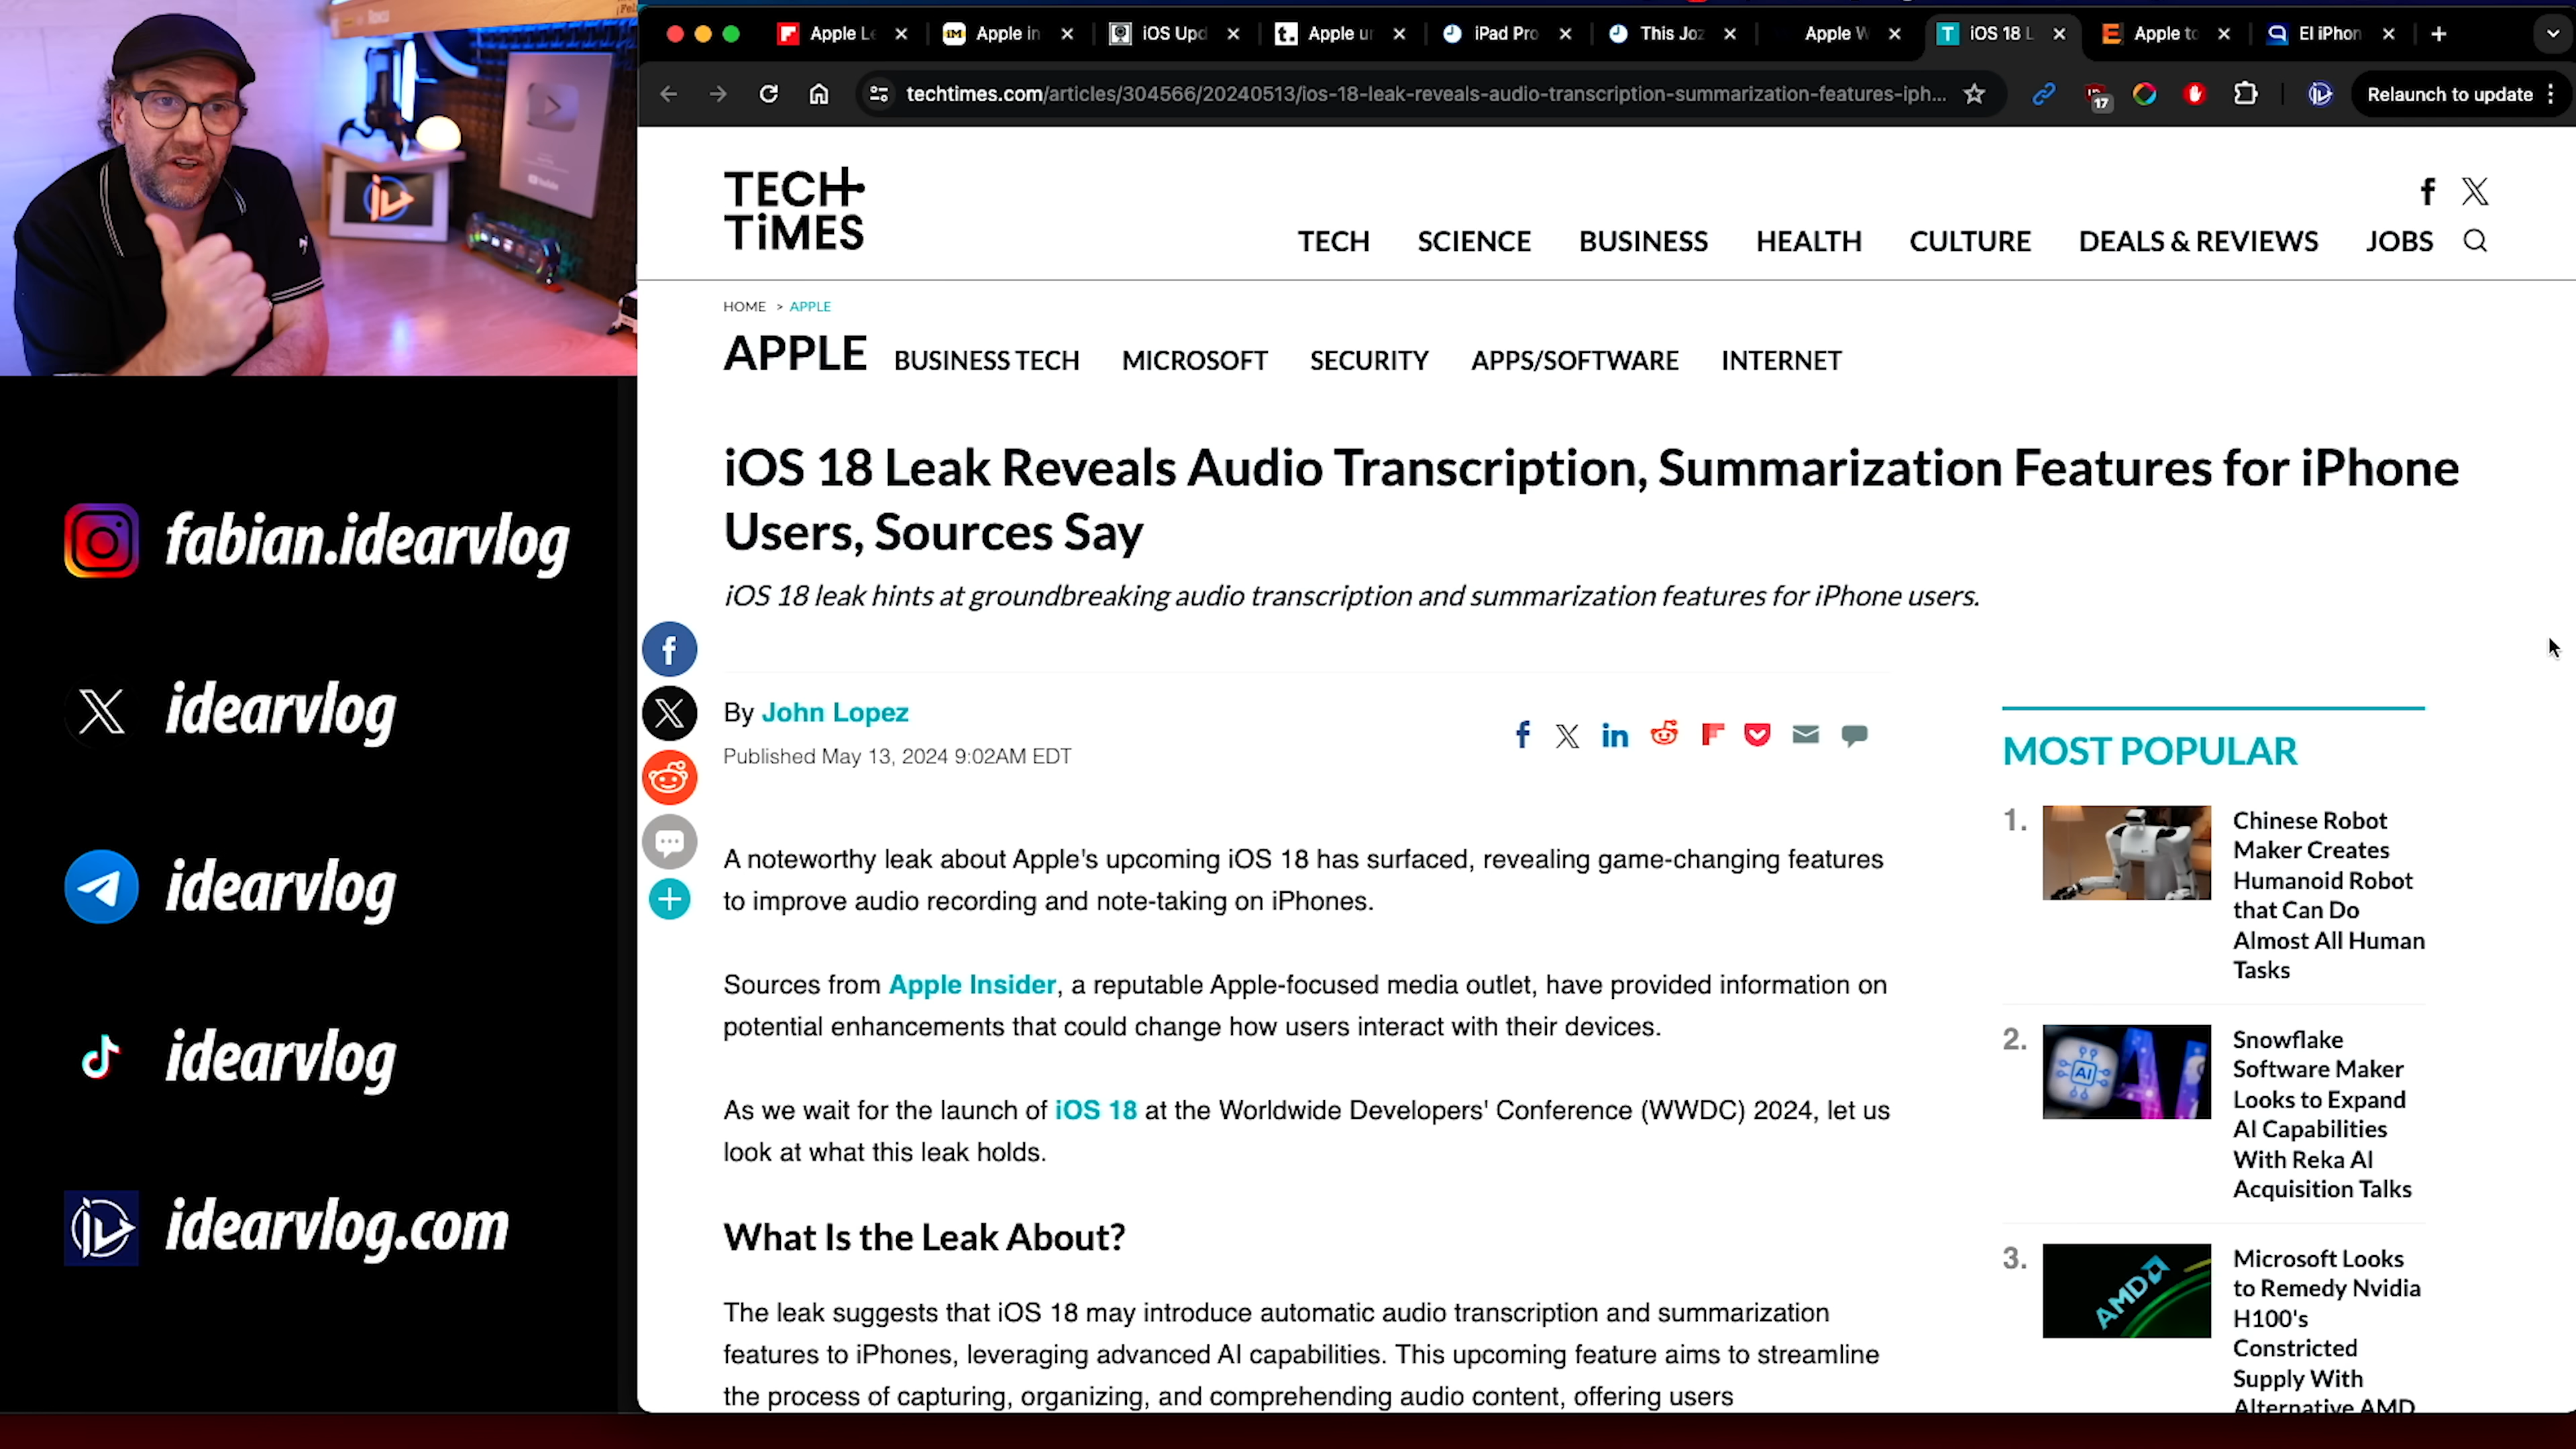 Apple Le
Apple in
iOS Upd
Apple ur
iPad Pro
This Joz
Apple W
iOS 18 L
Apple to
El iPhon
techtimes.com/articles/304566/20240513/ios-18-leak-reveals-audio-transcription-summarization-features-iph...
17
Relaunch to update
TECH
TiMES
TECH SCIENCE BUSINESS HEALTH CULTURE DEALS & REVIEWS JOBS
HOME > APPLE
APPLE BUSINESS TECH MICROSOFT SECURITY APPS/SOFTWARE INTERNET
iOS 18 Leak Reveals Audio Transcription, Summarization Features for iPhone
Users, Sources Say
iOS 18 leak hints at groundbreaking audio transcription and summarization features for iPhone users.
By John Lopez
Published May 13, 2024 9:02AM EDT
A noteworthy leak about Apple's upcoming iOS 18 has surfaced, revealing game-changing features
to improve audio recording and note-taking on iPhones.
Sources from Apple Insider, a reputable Apple-focused media outlet, have provided information on
potential enhancements that could change how users interact with their devices.
As we wait for the launch of iOS 18 at the Worldwide Developers' Conference (WWDC) 2024, let us
look at what this leak holds.
What Is the Leak About?
The leak suggests that iOS 18 may introduce automatic audio transcription and summarization
features to iPhones, leveraging advanced AI capabilities. This upcoming feature aims to streamline
the process of capturing, organizing, and comprehending audio content, offering users
MOST POPULAR
1.
Chinese Robot
Maker Creates
Humanoid Robot
that Can Do
Almost All Human
Tasks
2.
AI
AI
Snowflake
Software Maker
Looks to Expand
AI Capabilities
With Reka AI
Acquisition Talks
3.
AMD
Microsoft Looks
to Remedy Nvidia
H100's
Constricted
Supply With
Alternative AMD
fabian.idearvlog
idearvlog
idearvlog
idearvlog
idearvlog.com